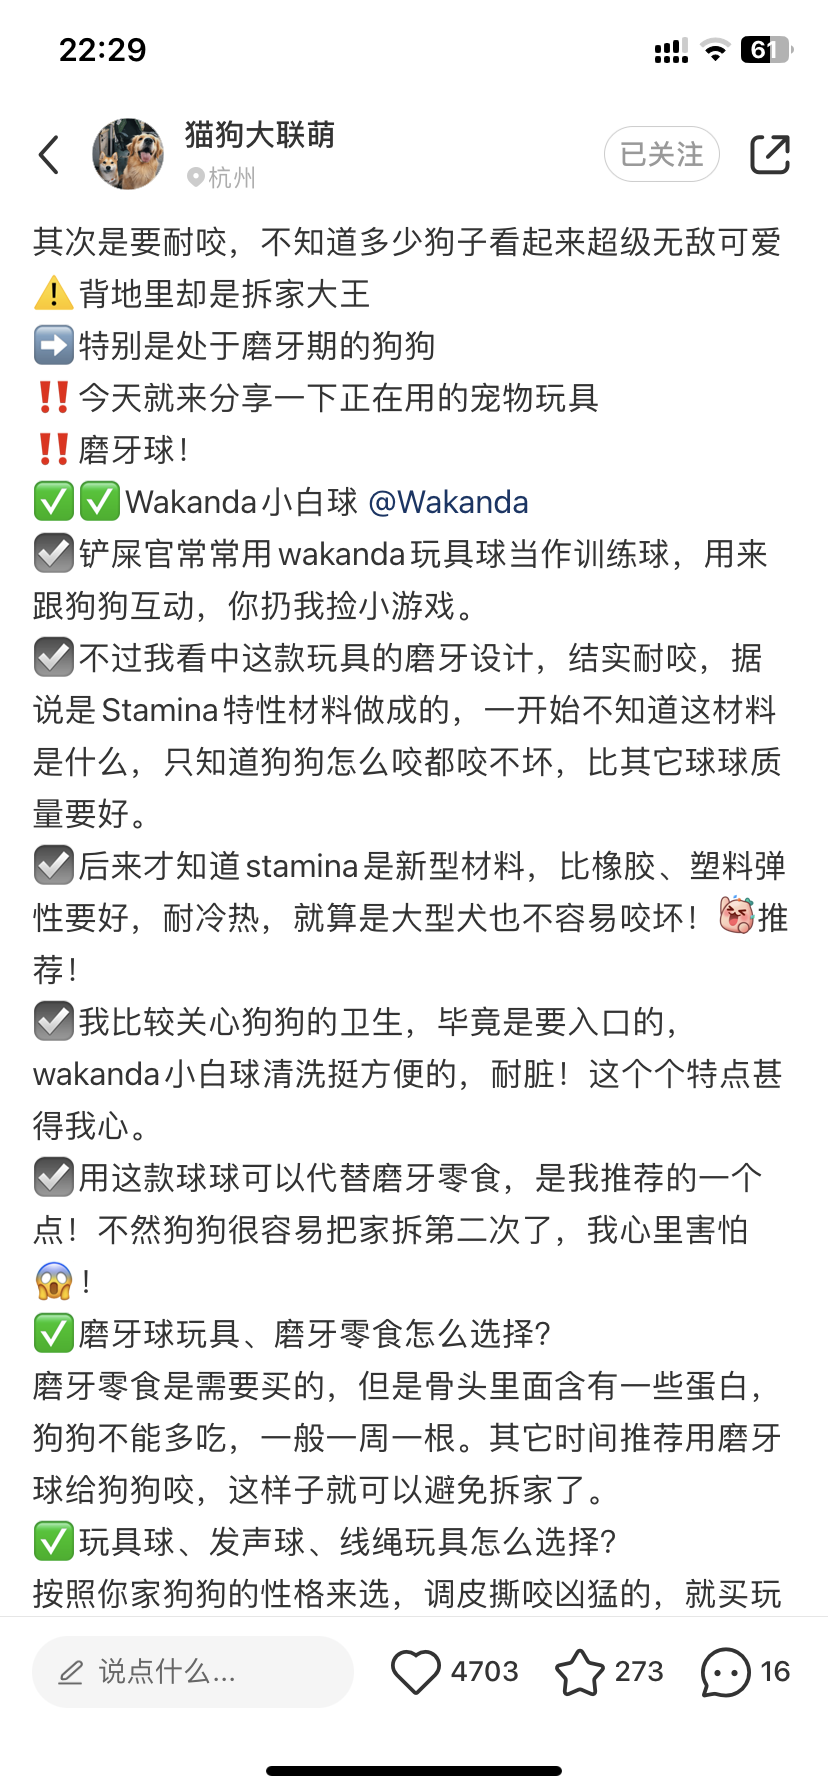 22:29
61
猫狗大联萌
杭州
已关注
其次是要耐咬，不知道多少狗子看起来超级无敌可爱
⚠️背地里却是拆家大王
➡️特别是处于磨牙期的狗狗
‼️今天就来分享一下正在用的宠物玩具
‼️磨牙球！
✅✅Wakanda小白球 @Wakanda
☑️铲屎官常常用wakanda玩具球当作训练球，用来
跟狗狗互动，你扔我捡小游戏。
☑️不过我看中这款玩具的磨牙设计，结实耐咬，据
说是Stamina特性材料做成的，一开始不知道这材料
是什么，只知道狗狗怎么咬都咬不坏，比其它球球质
量要好。
☑️后来才知道stamina是新型材料，比橡胶、塑料弹
性要好，耐冷热，就算是大型犬也不容易咬坏！推
荐！
☑️我比较关心狗狗的卫生，毕竟是要入口的，
wakanda小白球清洗挺方便的，耐脏！这个个特点甚
得我心。
☑️用这款球球可以代替磨牙零食，是我推荐的一个
点！不然狗狗很容易把家拆第二次了，我心里害怕
😱！
✅磨牙球玩具、磨牙零食怎么选择？
磨牙零食是需要买的，但是骨头里面含有一些蛋白，
狗狗不能多吃，一般一周一根。其它时间推荐用磨牙
球给狗狗咬，这样子就可以避免拆家了。
✅玩具球、发声球、线绳玩具怎么选择？
按照你家狗狗的性格来选，调皮撕咬凶猛的，就买玩
说点什么...
4703
273
16